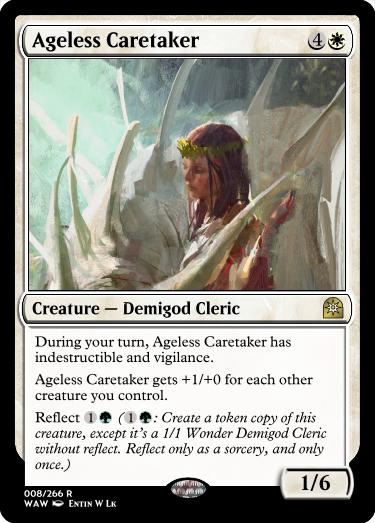 Ageless Caretaker 4
Creature — Demigod Cleric
During your turn, Ageless Caretaker has
indestructible and vigilance.
Ageless Caretaker gets +1/+0 for each other
creature you control.
Reflect 1 (1 : Create a token copy of this
creature, except it's a 1/1 Wonder Demigod Cleric
without reflect. Reflect only as a sorcery, and only
once.)
1/6
008/266 R
WAW Entin W Lk